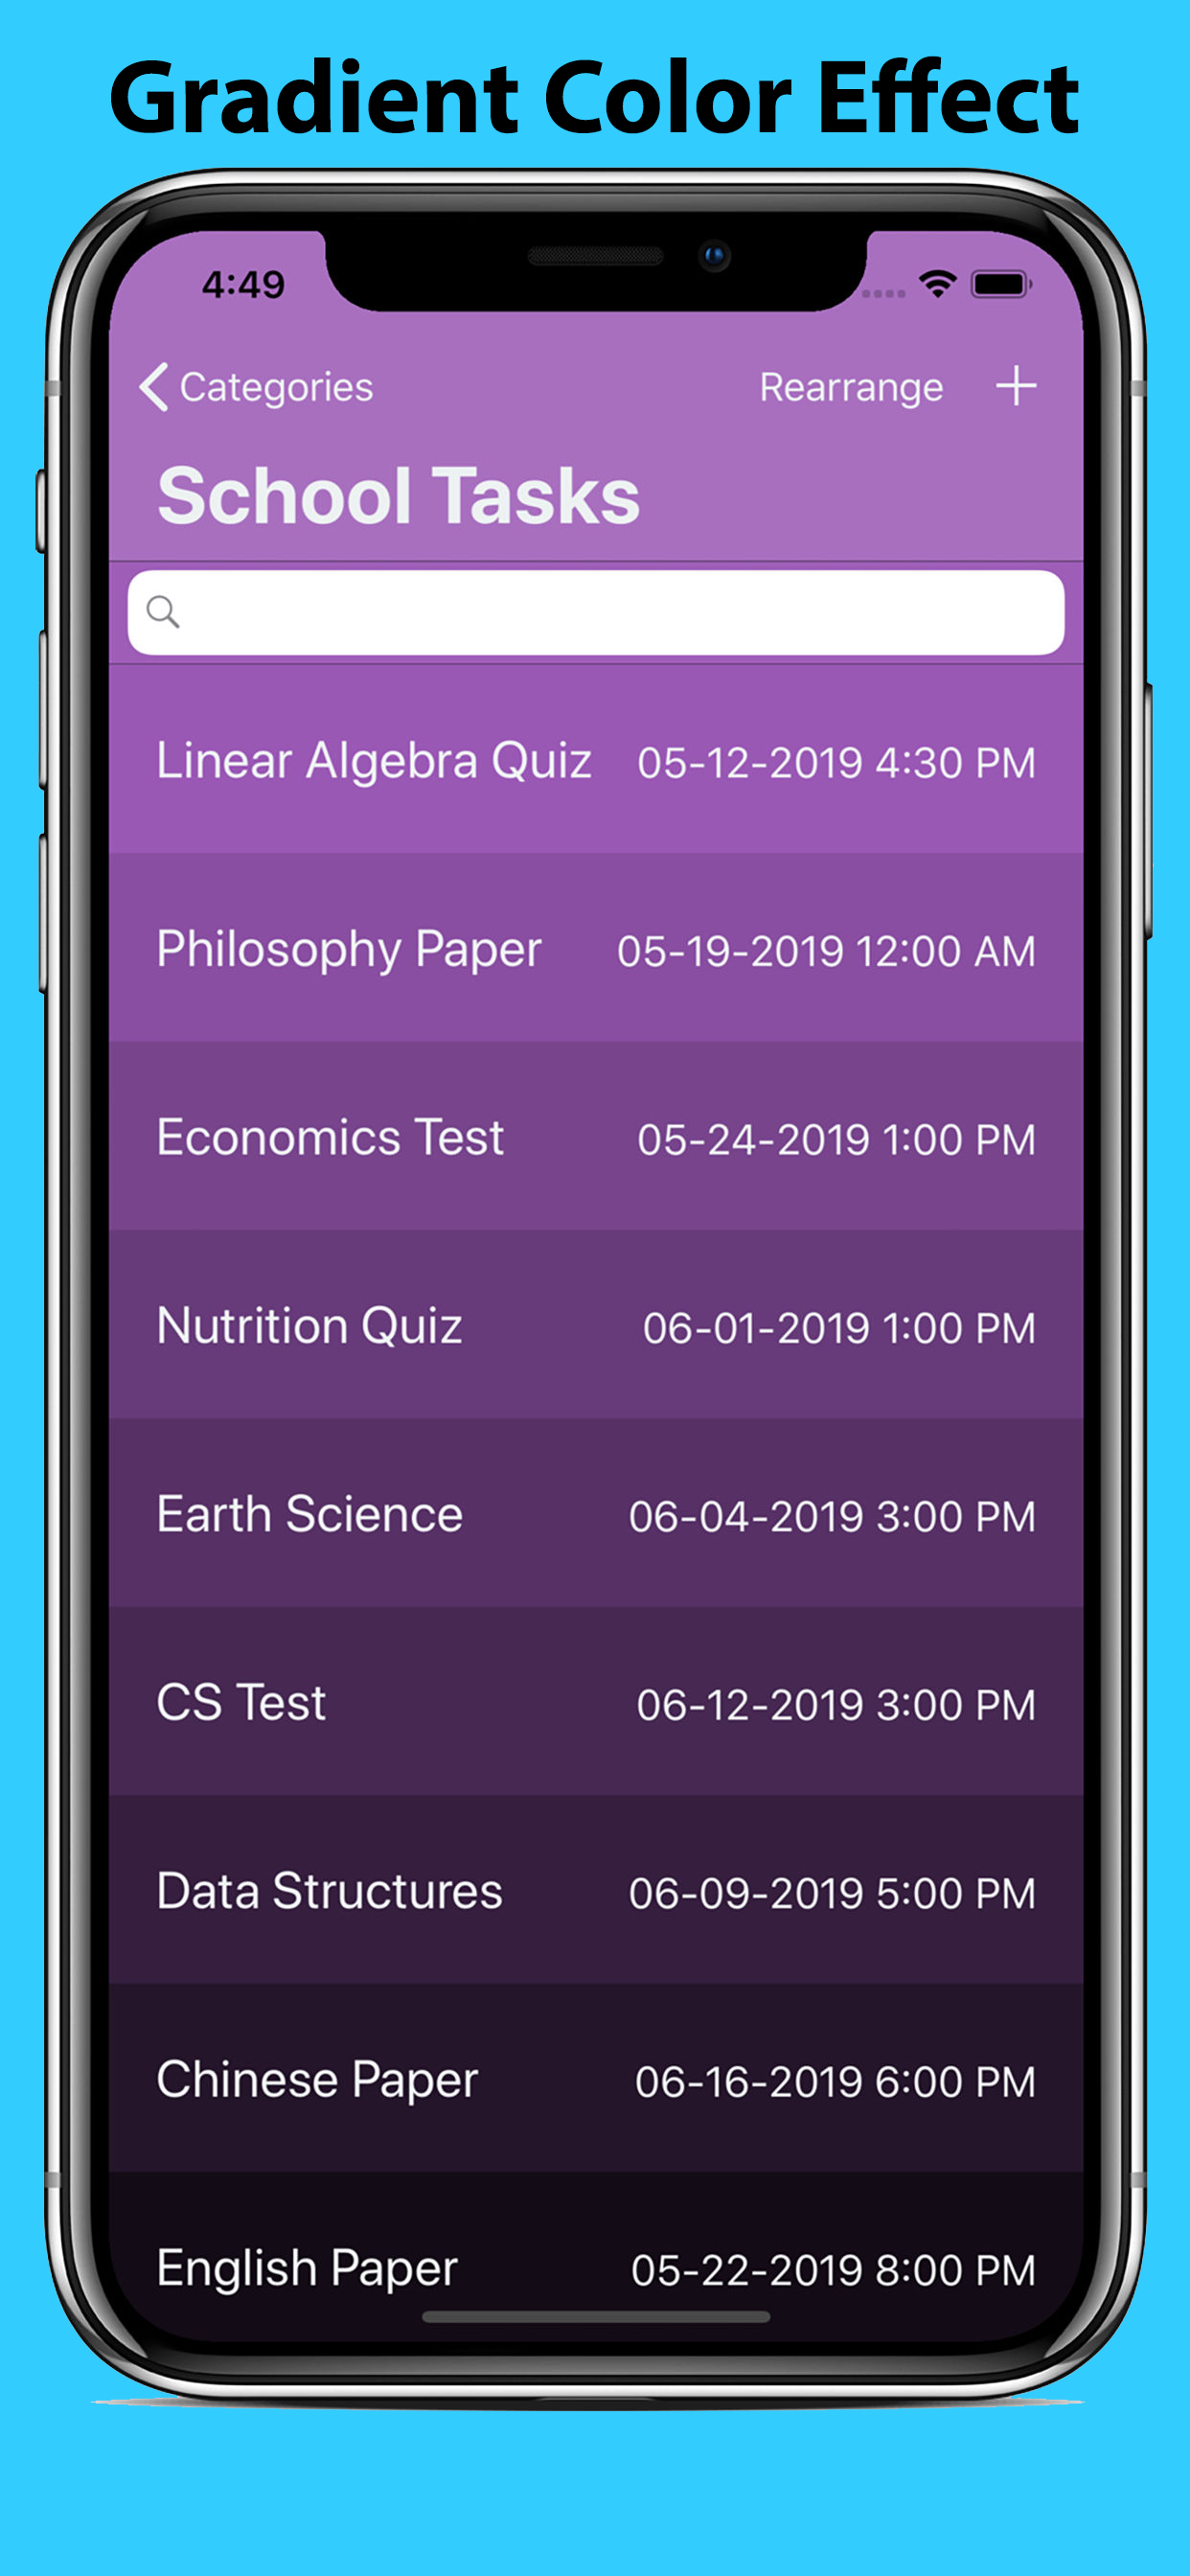 Gradient Color Effect
4:49
Categories Rearrange +
School Tasks
Linear Algebra Quiz 05-12-2019 4:30 PM
Philosophy Paper 05-19-2019 12:00 AM
Economics Test 05-24-2019 1:00 PM
Nutrition Quiz 06-01-2019 1:00 PM
Earth Science 06-04-2019 3:00 PM
CS Test 06-12-2019 3:00 PM
Data Structures 06-09-2019 5:00 PM
Chinese Paper 06-16-2019 6:00 PM
English Paper 05-22-2019 8:00 PM